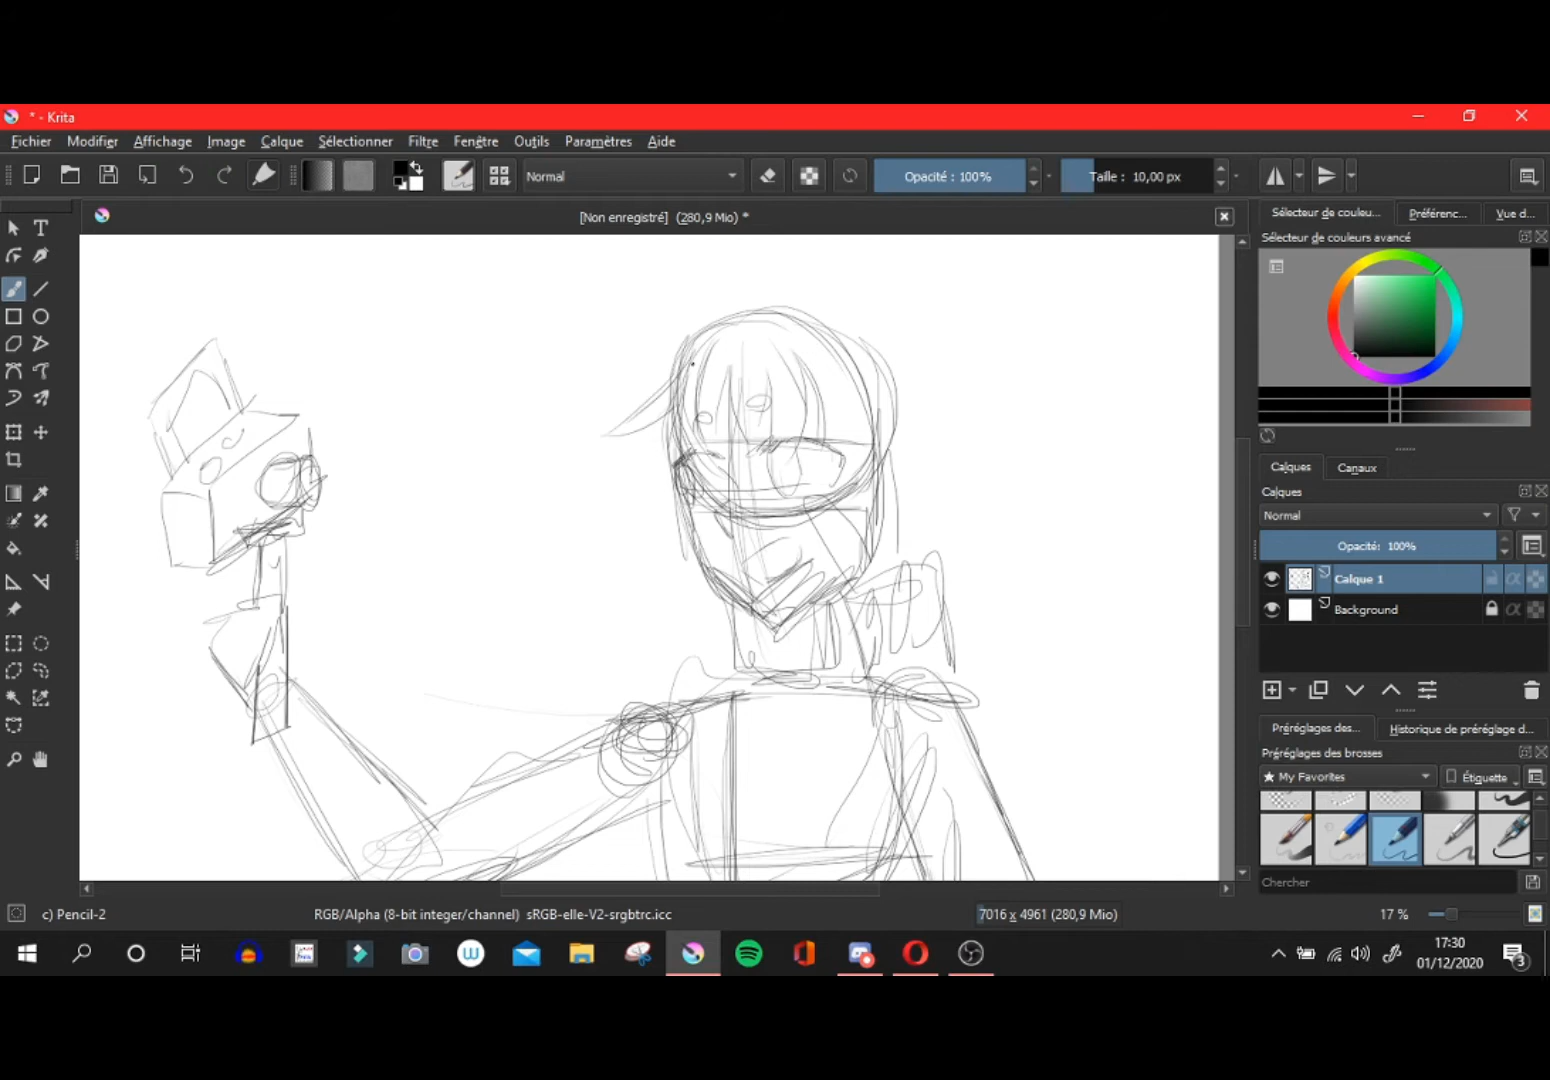 * - Krita
Fichier Modifier Affichage Image Calque Sélectionner Filtre Fenêtre Outils Paramètres Aide
Normal Opacité : 100% Taille : 10,00 px
[Non enregistré] (280,9 Mio) *
Sélecteur de couleu... Préférenc... Vue d...
Sélecteur de couleurs avancé
Calques Canaux
Calques
Normal
Opacité: 100%
Calque 1
Background
Préréglages des... Historique de préréglage d...
Préréglages des brosses
★ My Favorites Étiquette
Chercher
c) Pencil-2 RGB/Alpha (8-bit integer/channel) sRGB-elle-V2-srgbtrc.icc 7016 x 4961 (280,9 Mio) 17 %
17:30
01/12/2020
3